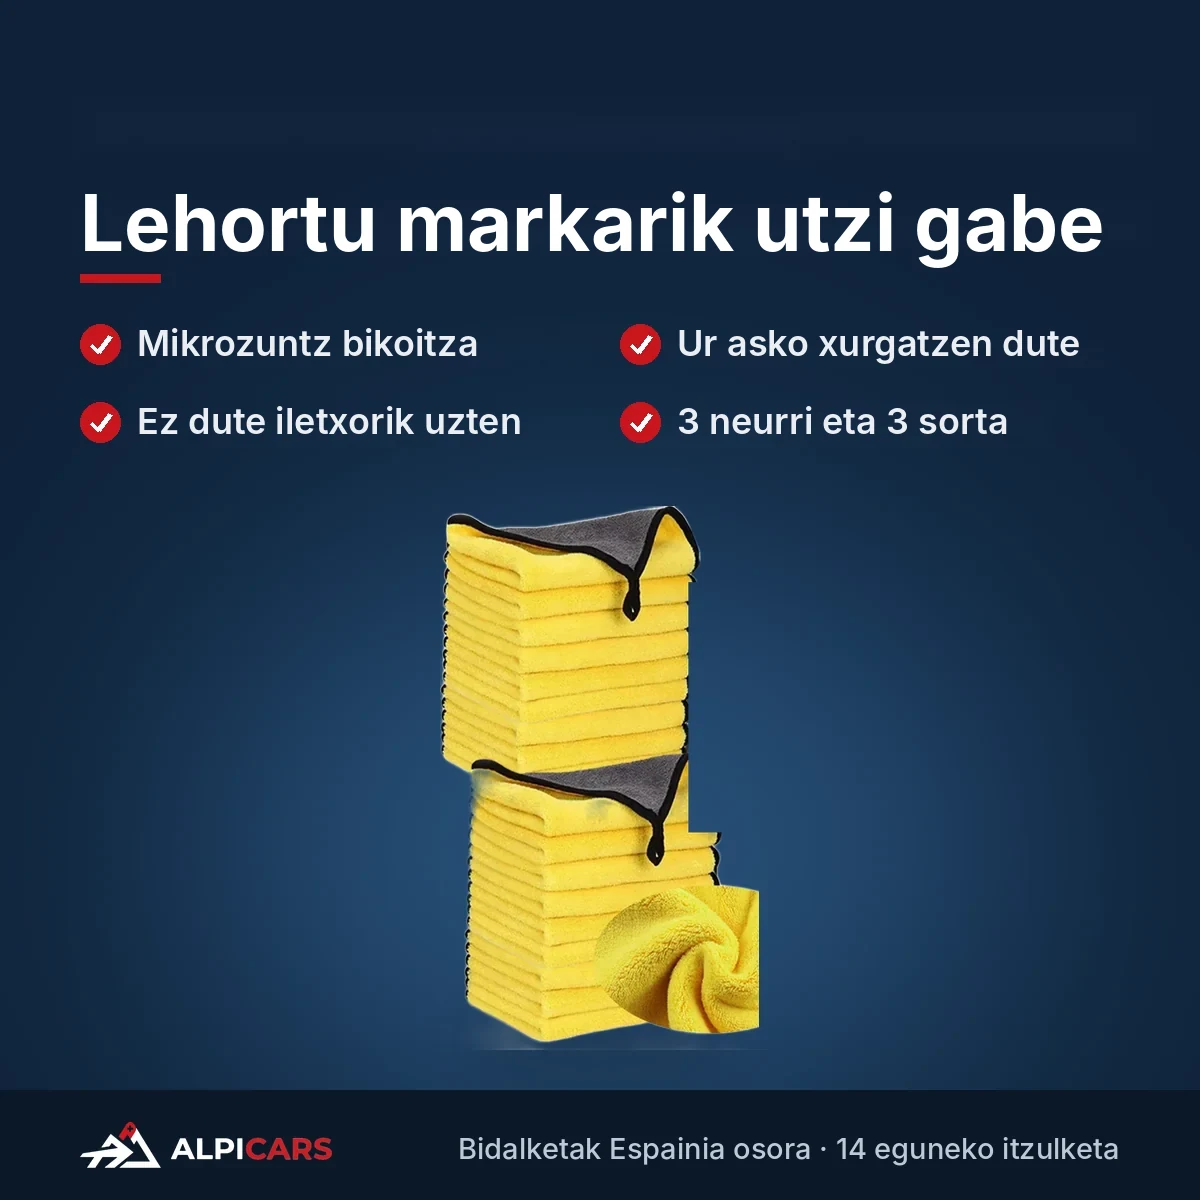 Lehortu markarik utzi gabe
Mikrozuntz bikoitza
Ur asko xurgatzen dute
Ez dute iletxorik uzten
3 neurri eta 3 sorta
ALPICARS
Bidalketak Espainia osora · 14 eguneko itzulketa